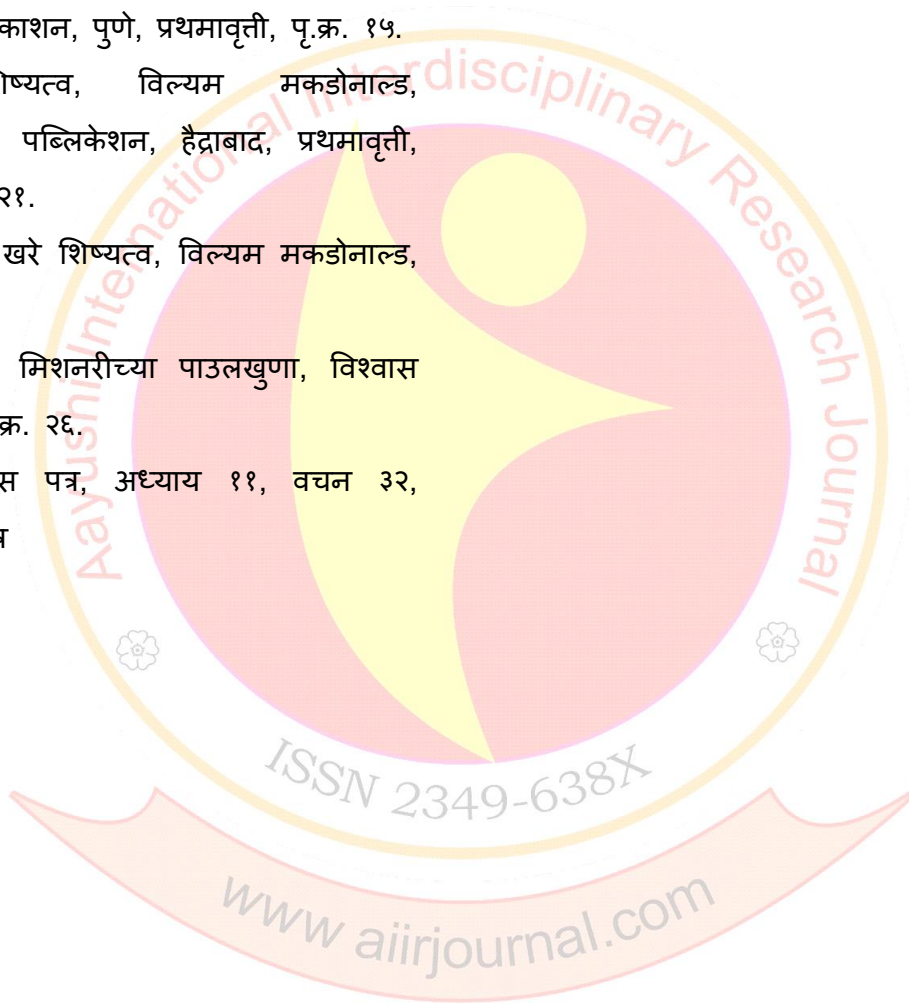 काशन, पुणे, प्रथमावृत्ती, पृ.क्र. १५.
शिष्यत्व, विल्यम मकडोनाल्ड,
पब्लिकेशन, हैद्राबाद, प्रथमावृत्ती,
२१.
खरे शिष्यत्व, विल्यम मकडोनाल्ड,
मिशनरीच्या पाउलखुणा, विश्वास
क्र. २६.
स पत्र, अध्याय ११, वचन ३२,
Aayushi International Interdisciplinary Research Journal
ISSN 2349-638X
www aiirjournal.com